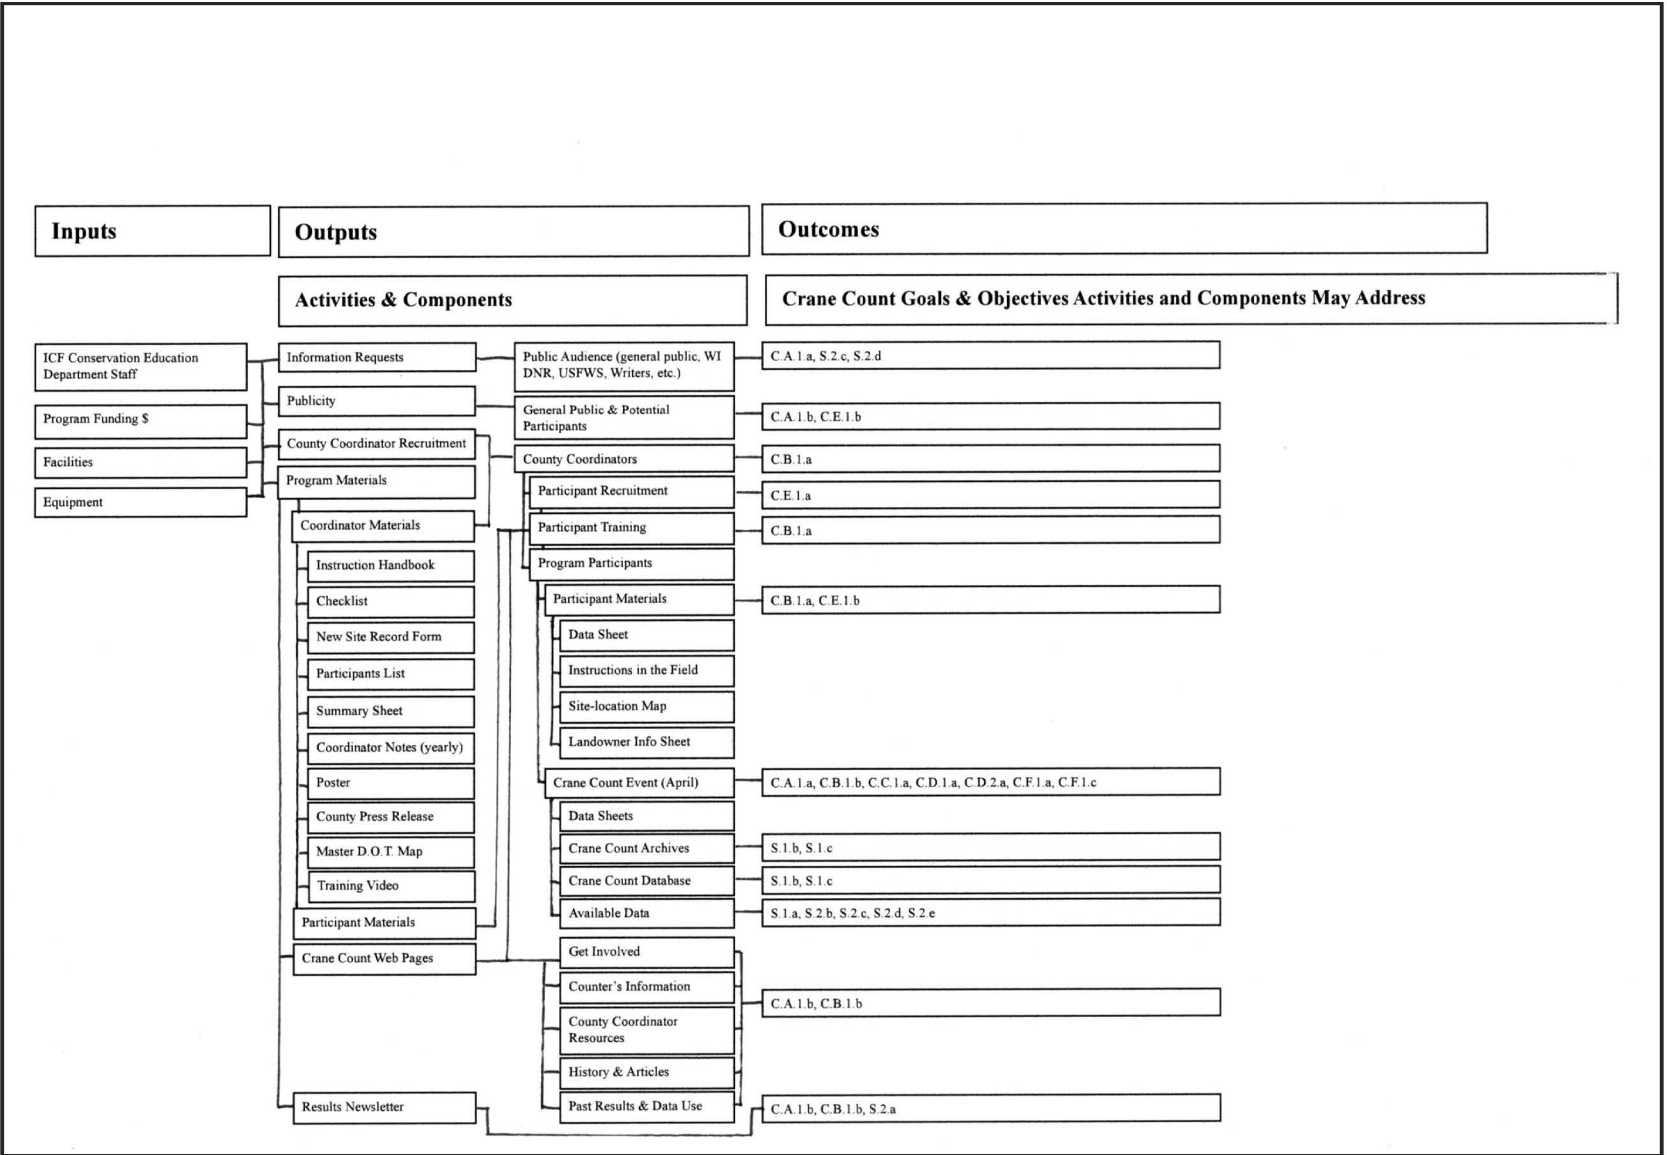 Inputs
Outputs
Outcomes
Activities & Components
Crane Count Goals & Objectives Activities and Components May Address
ICF Conservation Education
Department Staff
Program Funding $
Facilities
Equipment
Information Requests
Publicity
County Coordinator Recruitment
Program Materials
Coordinator Materials
Instruction Handbook
Checklist
New Site Record Form
Participants List
Summary Sheet
Coordinator Notes (yearly)
Poster
County Press Release
Master D.O.T. Map
Training Video
Participant Materials
Crane Count Web Pages
Results Newsletter
Public Audience (general public, WI
DNR, USFWS, Writers, etc.)
General Public & Potential
Participants
County Coordinators
Participant Recruitment
Participant Training
Program Participants
Participant Materials
Data Sheet
Instructions in the Field
Site-location Map
Landowner Info Sheet
Crane Count Event (April)
Data Sheets
Crane Count Archives
Crane Count Database
Available Data
Get Involved
Counter's Information
County Coordinator
Resources
History & Articles
Past Results & Data Use
C.A.1.a, S.2.c, S.2.d
C.A.1.b, C.E.1.b
C.B.1.a
C.E.1.a
C.B.1.a
C.B.1.a, C.E.1.b
C.A.1.a, C.B.1.b, C.C.1.a, C.D.1.a, C.D.2.a, C.F.1.a, C.F.1.c
S.1.b, S.1.c
S.1.b, S.1.c
S.1.a, S.2.b, S.2.c, S.2.d, S.2.e
C.A.1.b, C.B.1.b
C.A.1.b, C.B.1.b, S.2.a